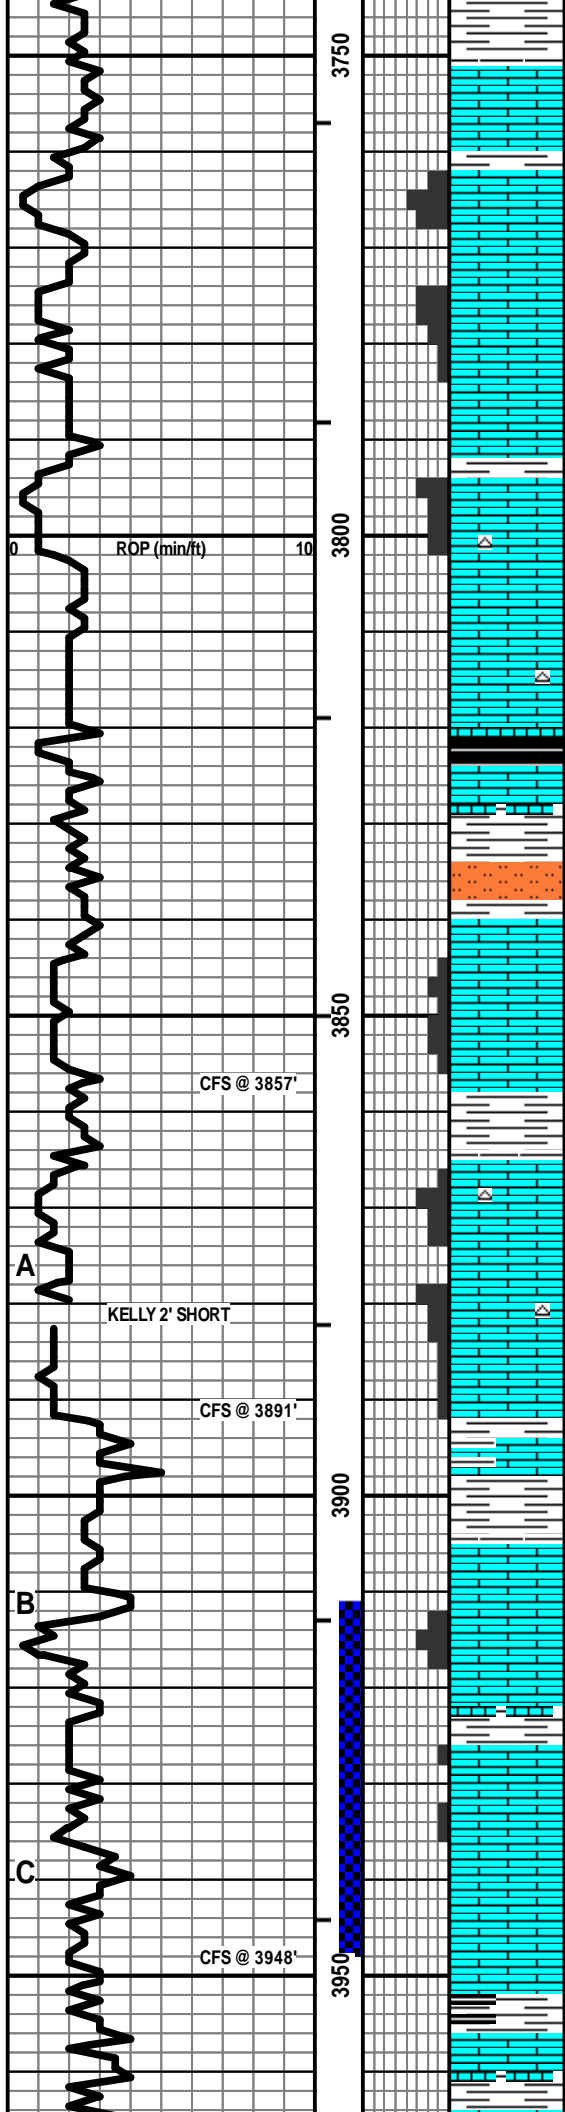 3750
0 ROP (min/ft) 10
3800
3850
CFS @ 3857'
A
KELLY 2' SHORT
CFS @ 3891'
3900
B
C
CFS @ 3948'
3950